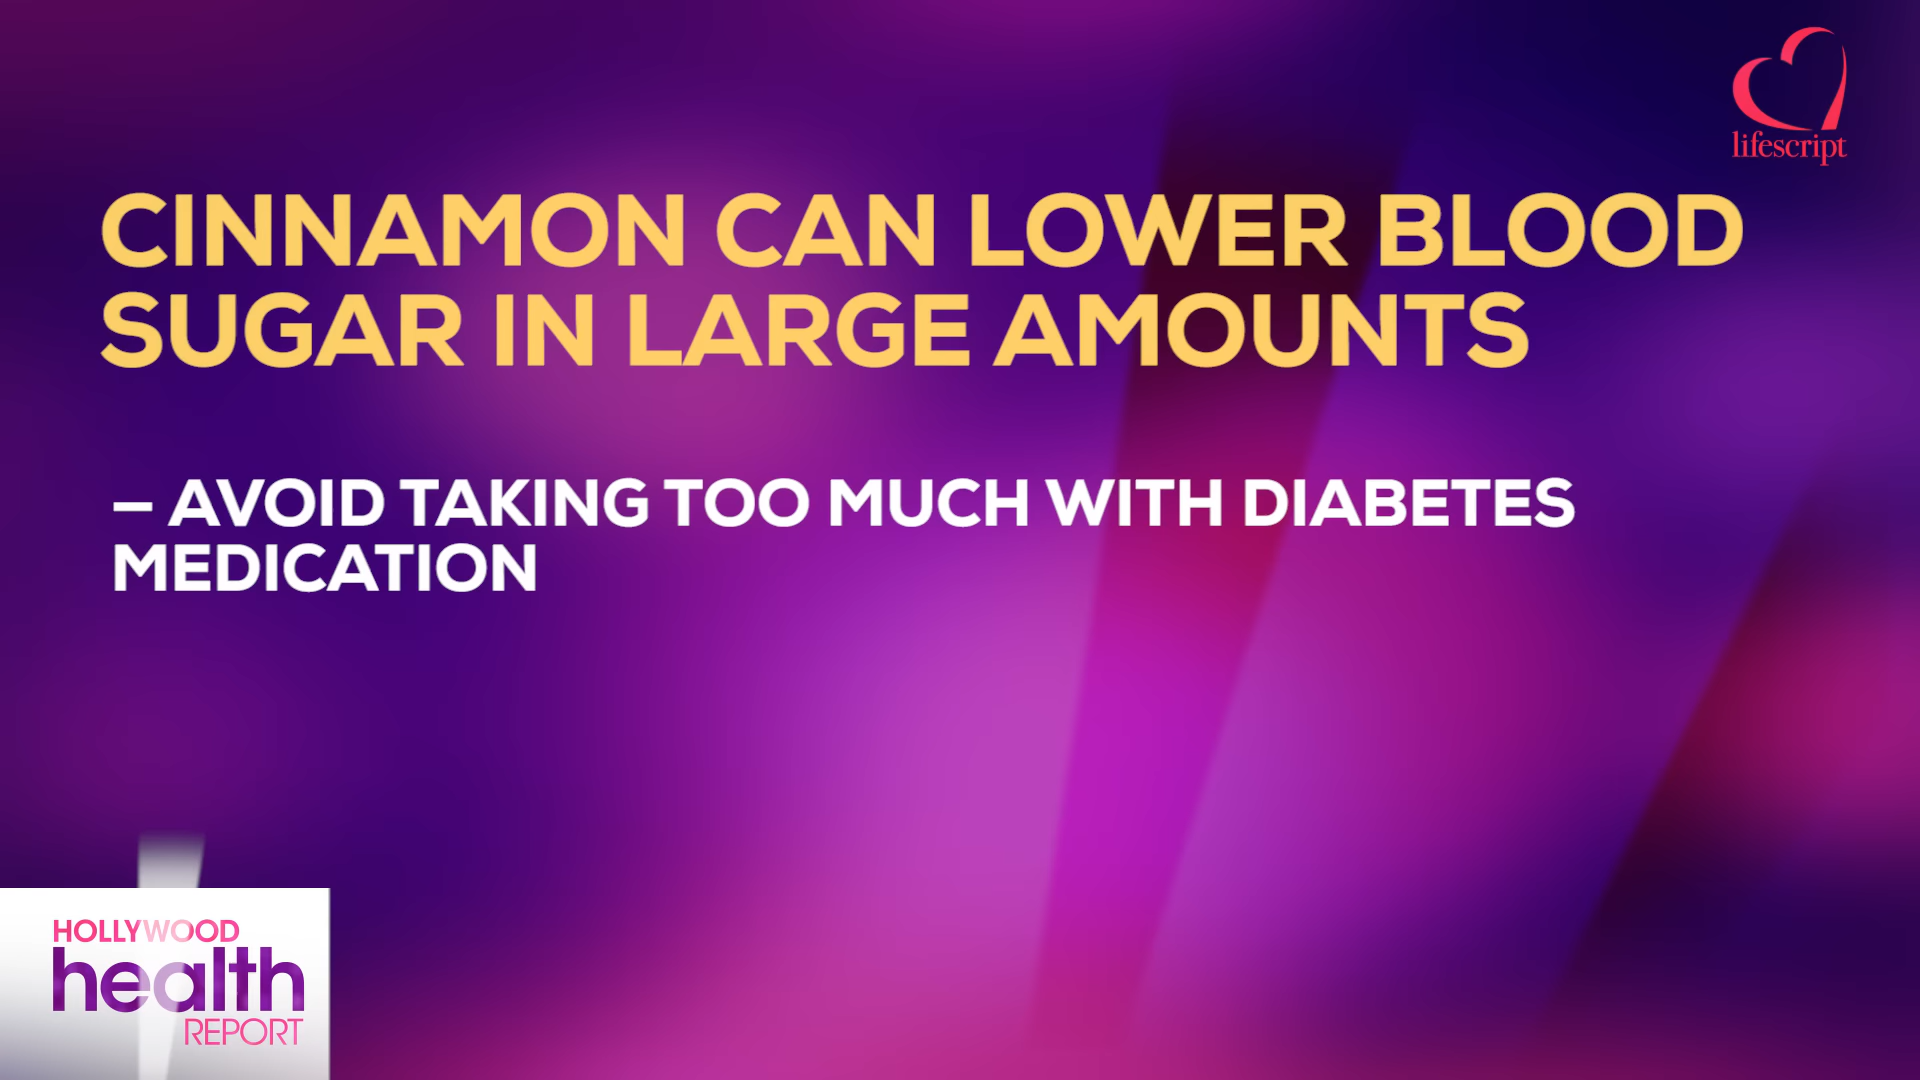 lifescript
CINNAMON CAN LOWER BLOOD
SUGAR IN LARGE AMOUNTS
– AVOID TAKING TOO MUCH WITH DIABETES
MEDICATION
HOLLYWOOD
health
REPORT